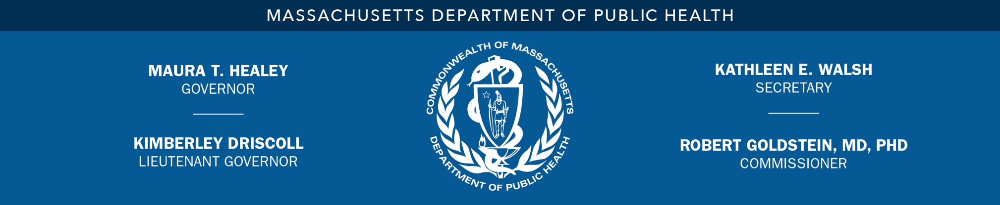 MASSACHUSETTS DEPARTMENT OF PUBLIC HEALTH
MAURA T. HEALEY
GOVERNOR
KIMBERLEY DRISCOLL
LIEUTENANT GOVERNOR
COMMONWEALTH OF MASSACHUSETTS
DEPARTMENT OF PUBLIC HEALTH
KATHLEEN E. WALSH
SECRETARY
ROBERT GOLDSTEIN, MD, PHD
COMMISSIONER